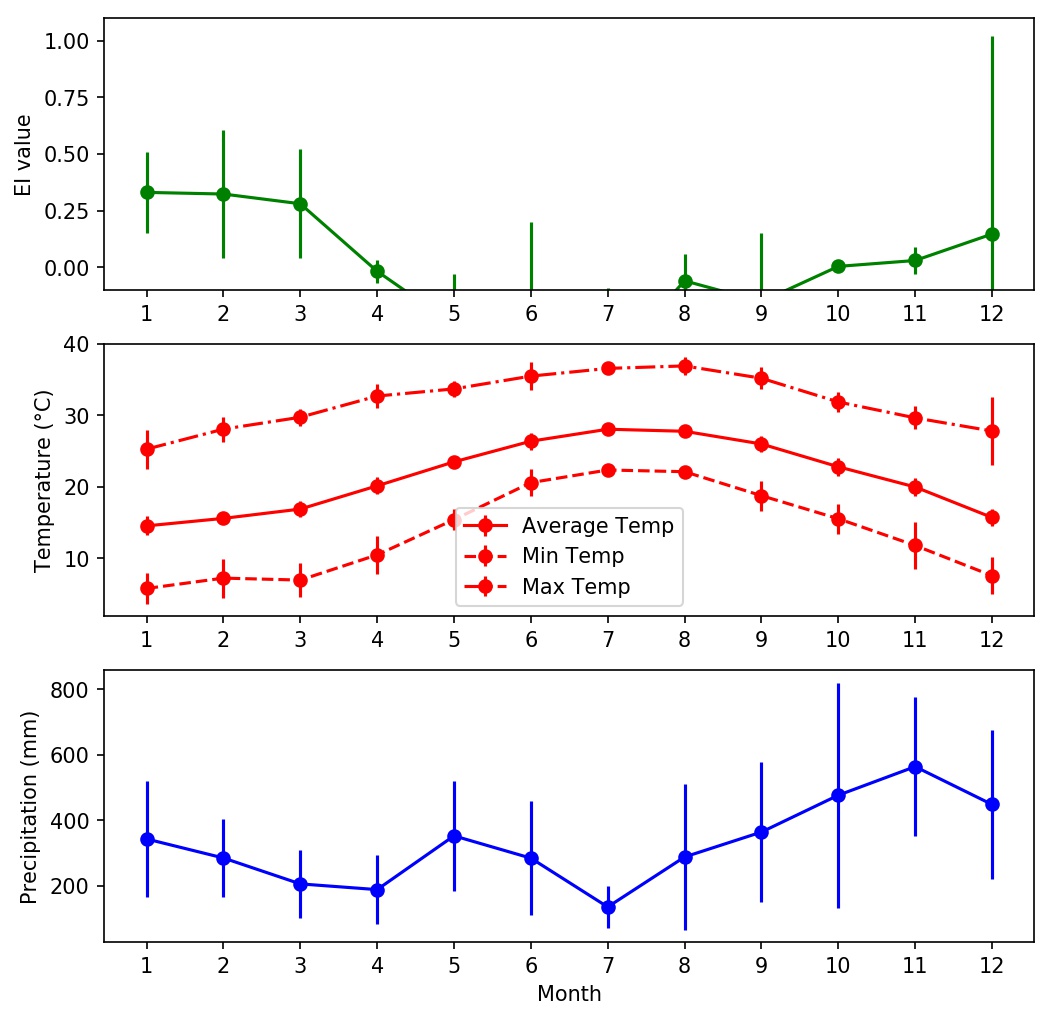 EI value
1.00
0.75
0.50
0.25
0.00
1 2 3 4 5 6 7 8 9 10 11 12
Temperature (°C)
40
30
20
10
Average Temp
Min Temp
Max Temp
1 2 3 4 5 6 7 8 9 10 11 12
Precipitation (mm)
800
600
400
200
1 2 3 4 5 6 7 8 9 10 11 12
Month